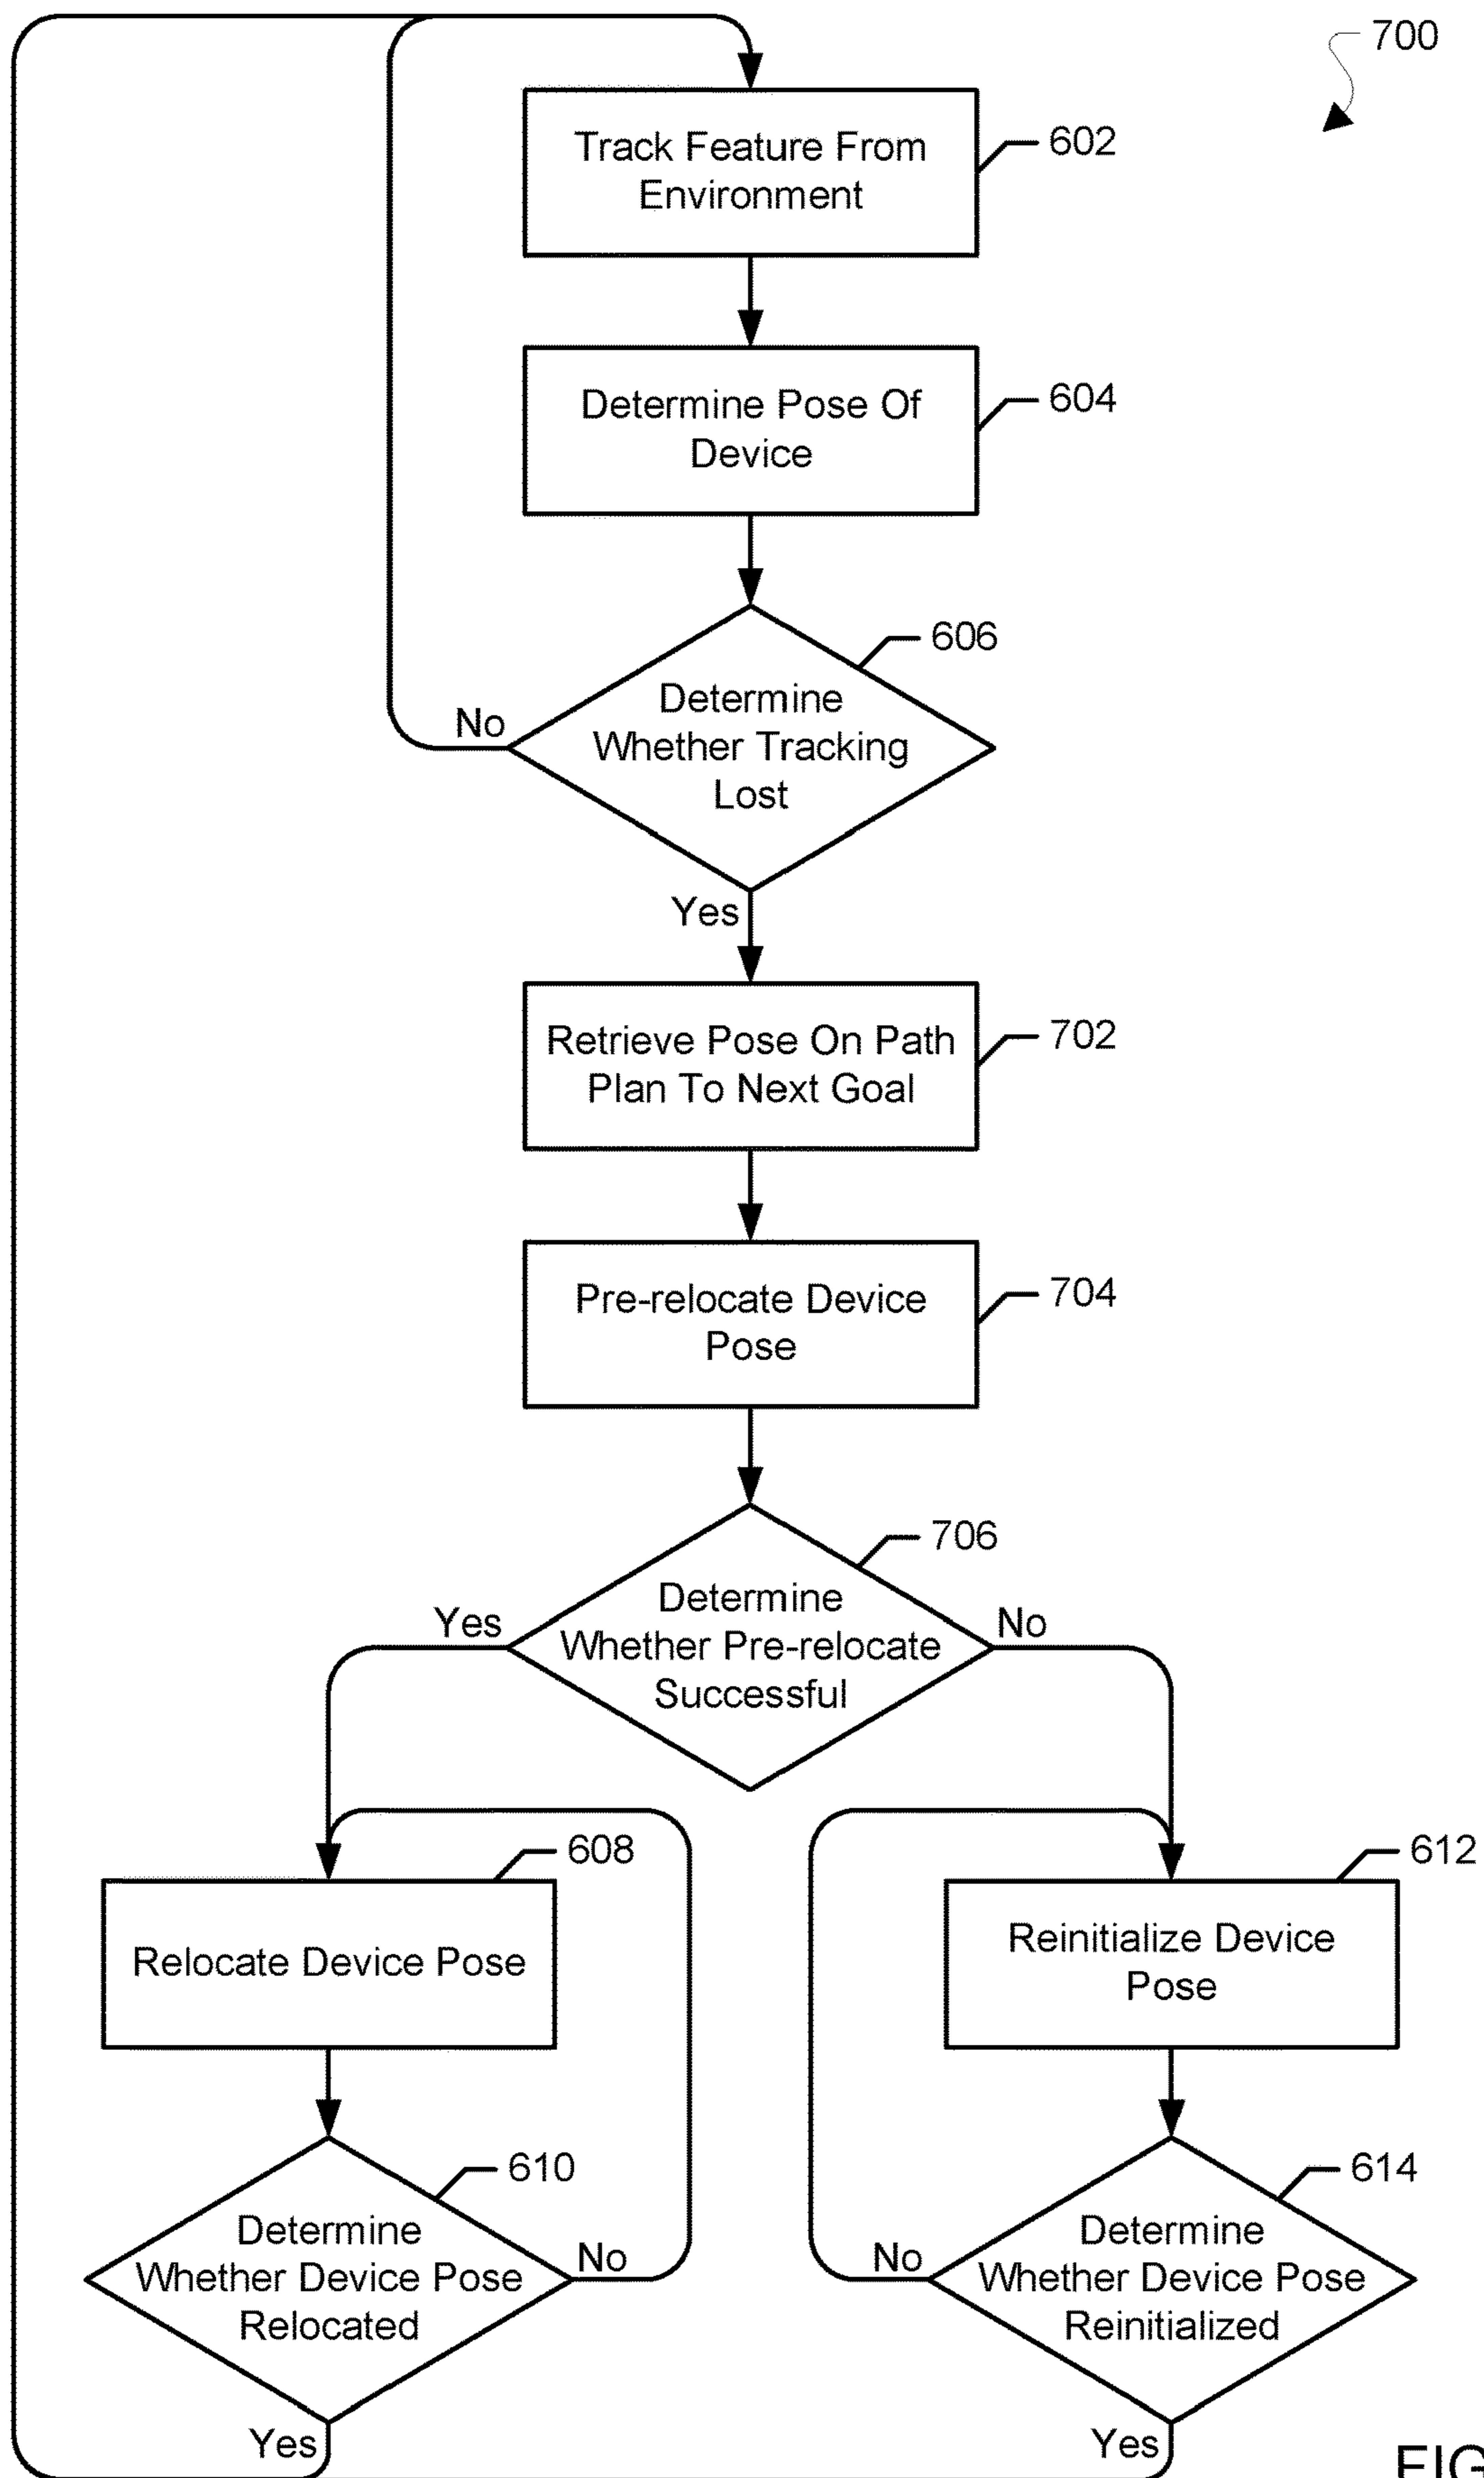 700
Track Feature From
Environment
602
Determine Pose Of
Device
604
606
Determine
Whether Tracking
Lost
No
Yes
Retrieve Pose On Path
Plan To Next Goal
702
Pre-relocate Device
Pose
704
706
Determine
Whether Pre-relocate
Successful
Yes
No
608
Relocate Device Pose
612
Reinitialize Device
Pose
610
Determine
Whether Device Pose
Relocated
No
Yes
614
Determine
Whether Device Pose
Reinitialized
No
Yes
FIG